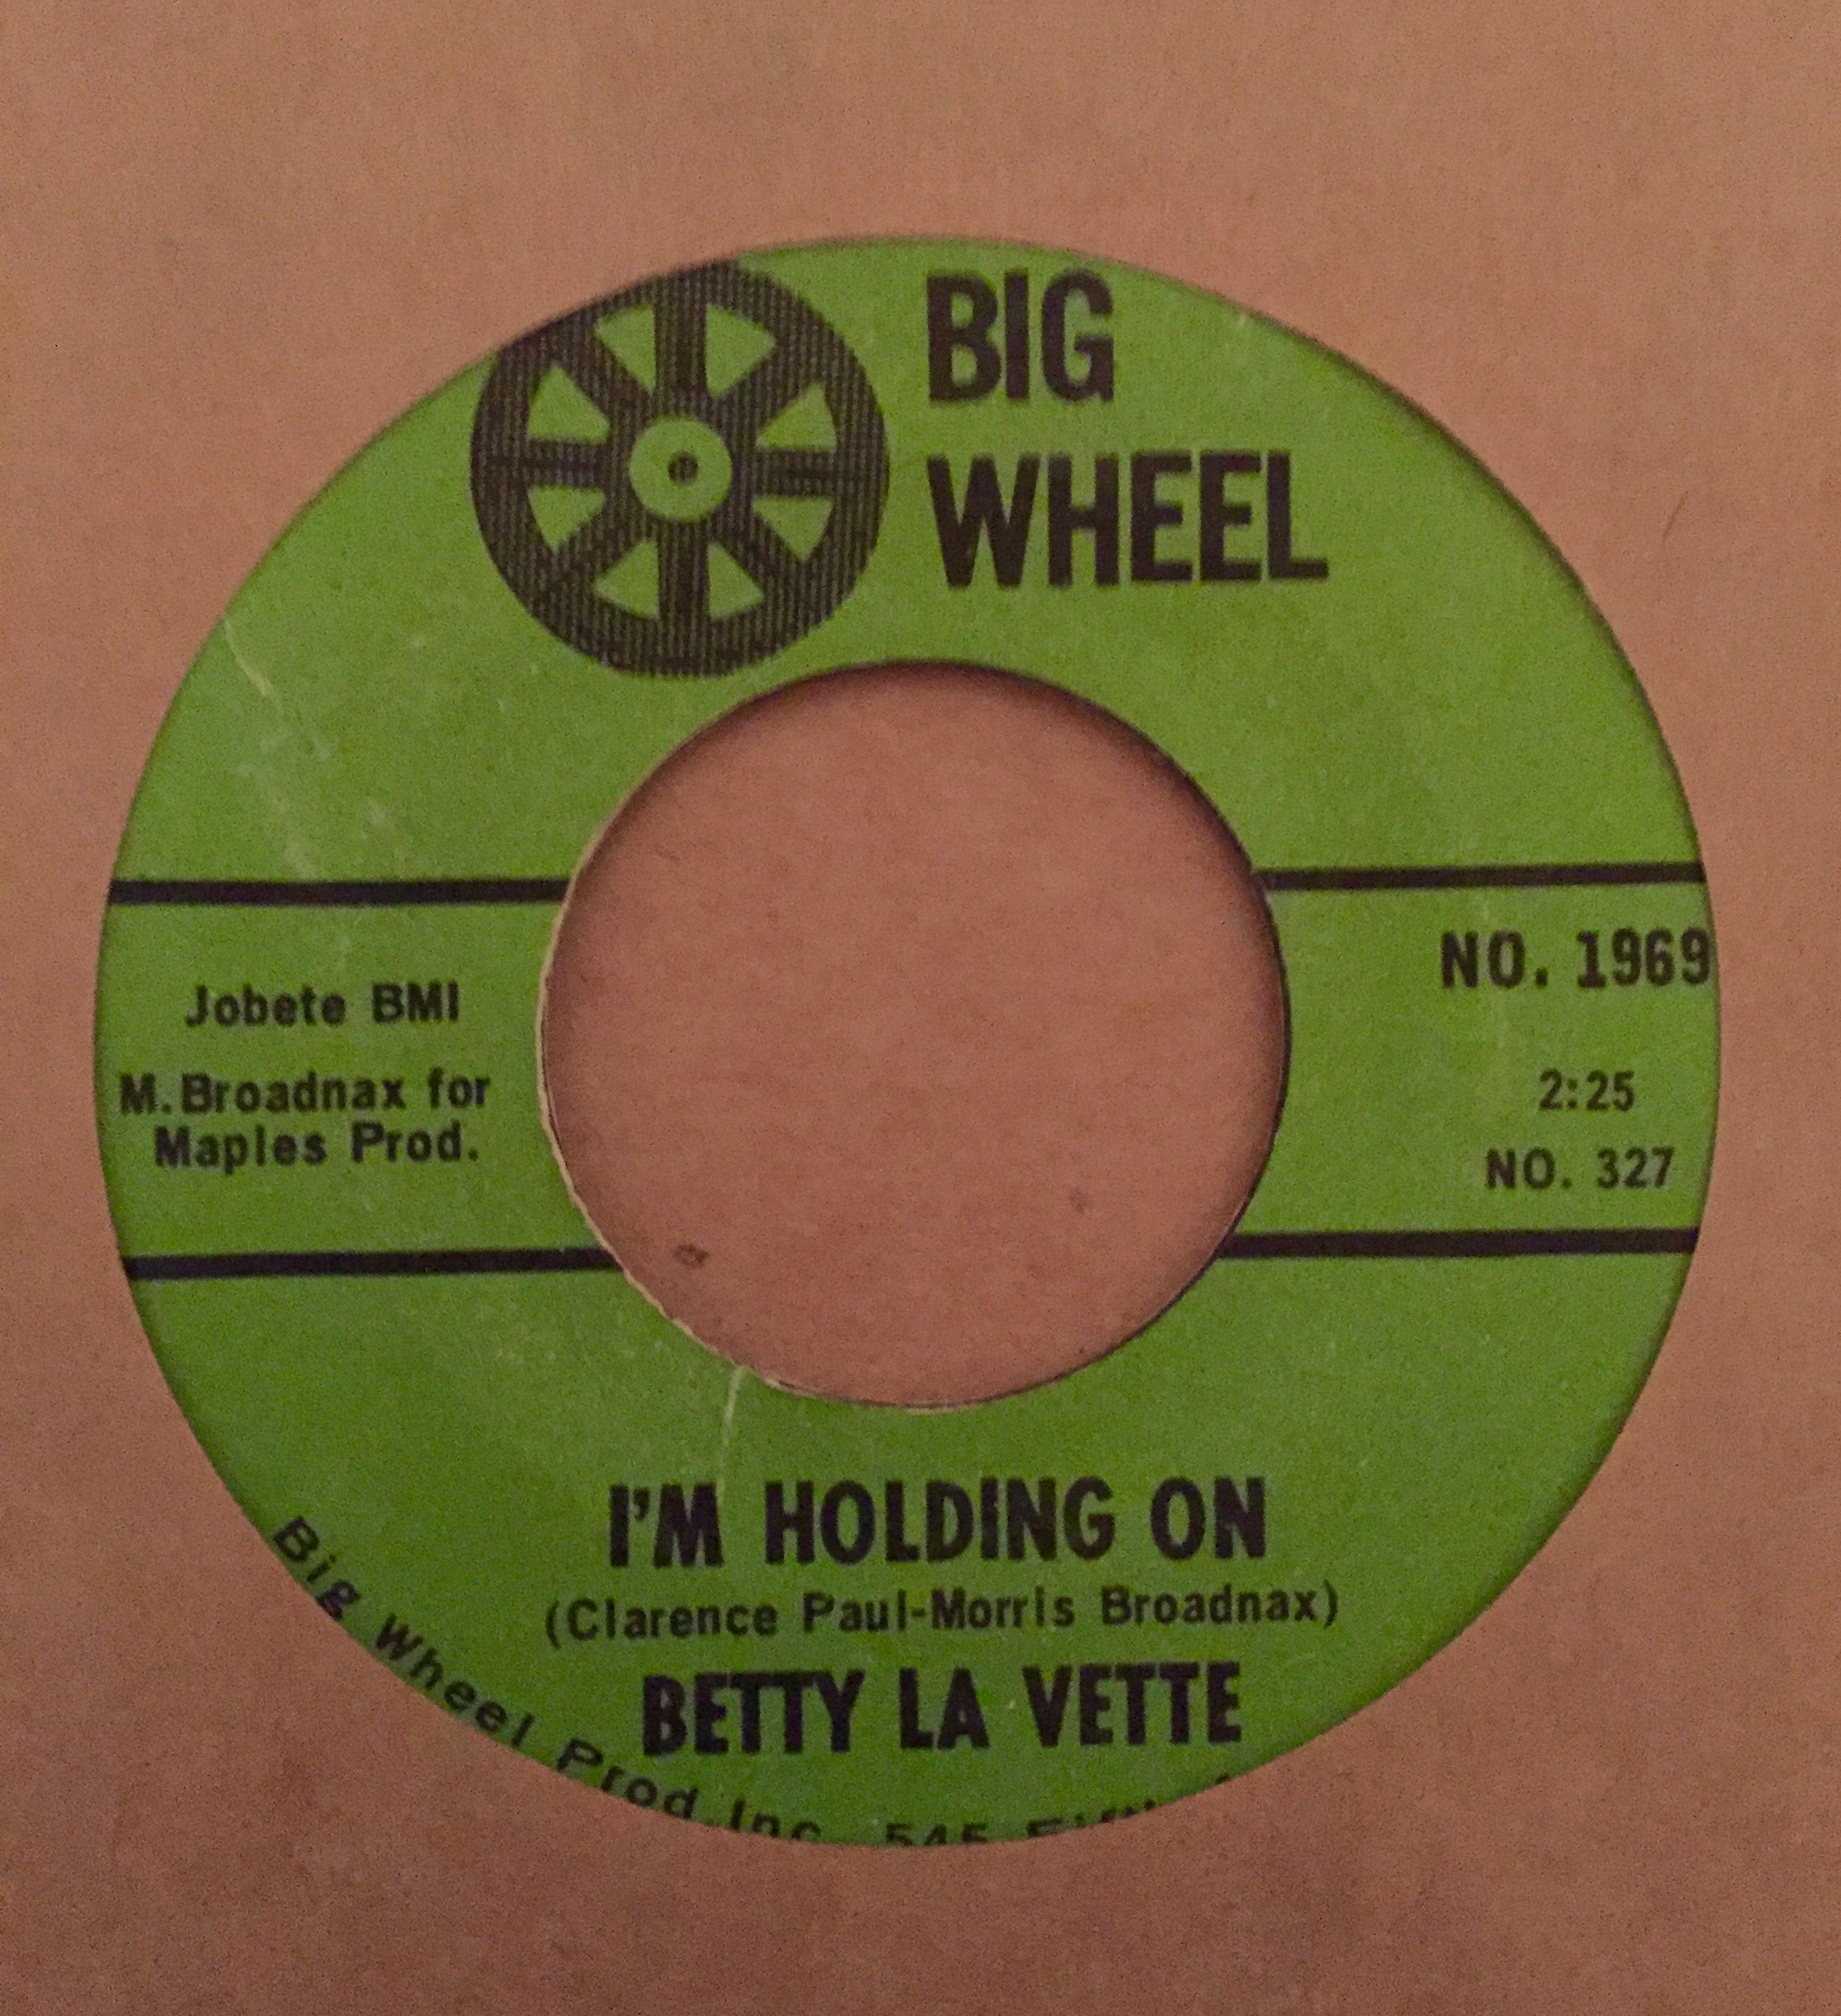 BIG
WHEEL
Jobete BMI
M. Broadnax for
Maples Prod.
NO. 1969
2:25
NO. 327
I'M HOLDING ON
(Clarence Paul-Morris Broadnax)
BETTY LA VETTE
Big Wheel Prod. Inc. 545